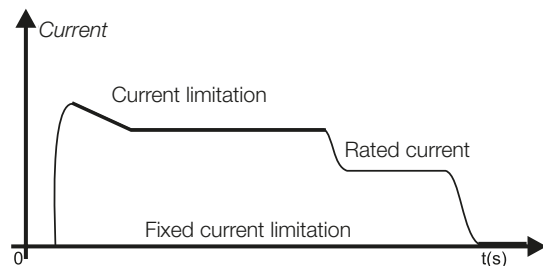 Current
Current limitation
Rated current
Fixed current limitation
0
t(s)